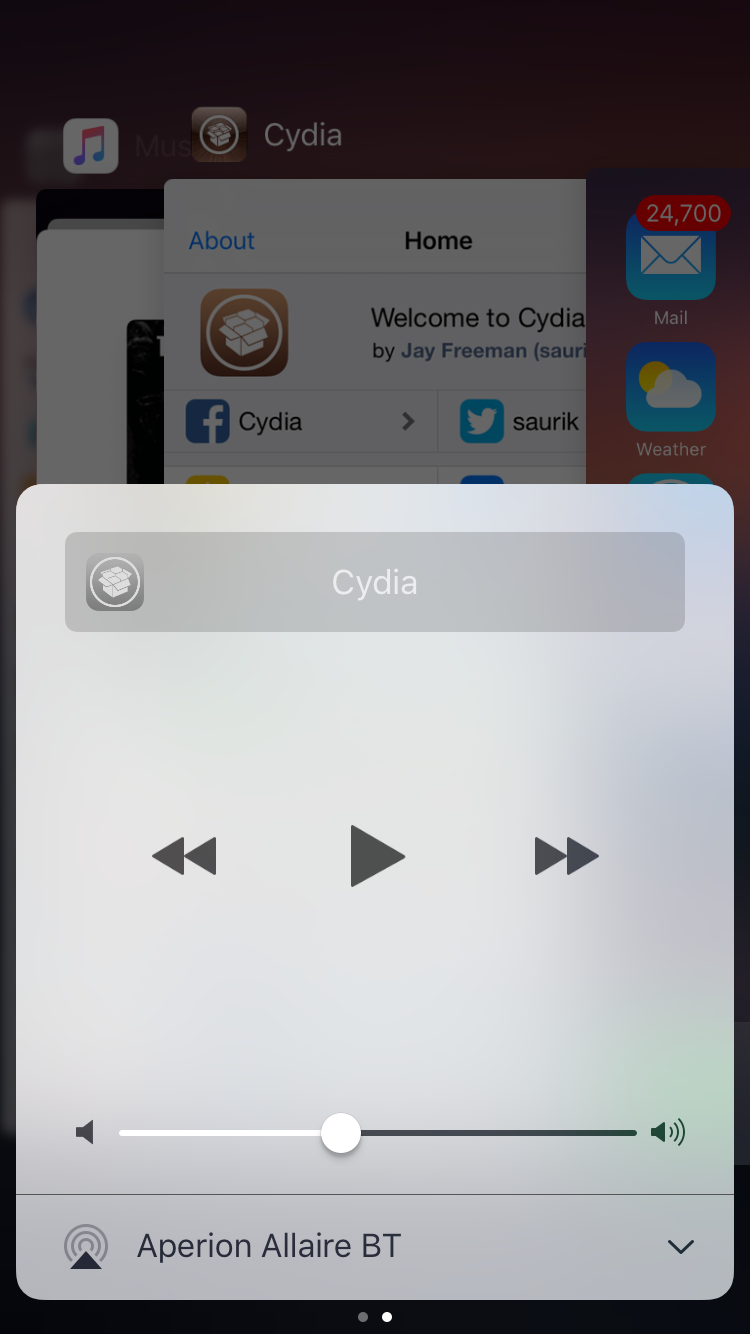 Cydia
24,700
About
Home
Mail
Welcome to Cydia
by Jay Freeman (sauri
Cydia
saurik
Weather
Cydia
Aperion Allaire BT